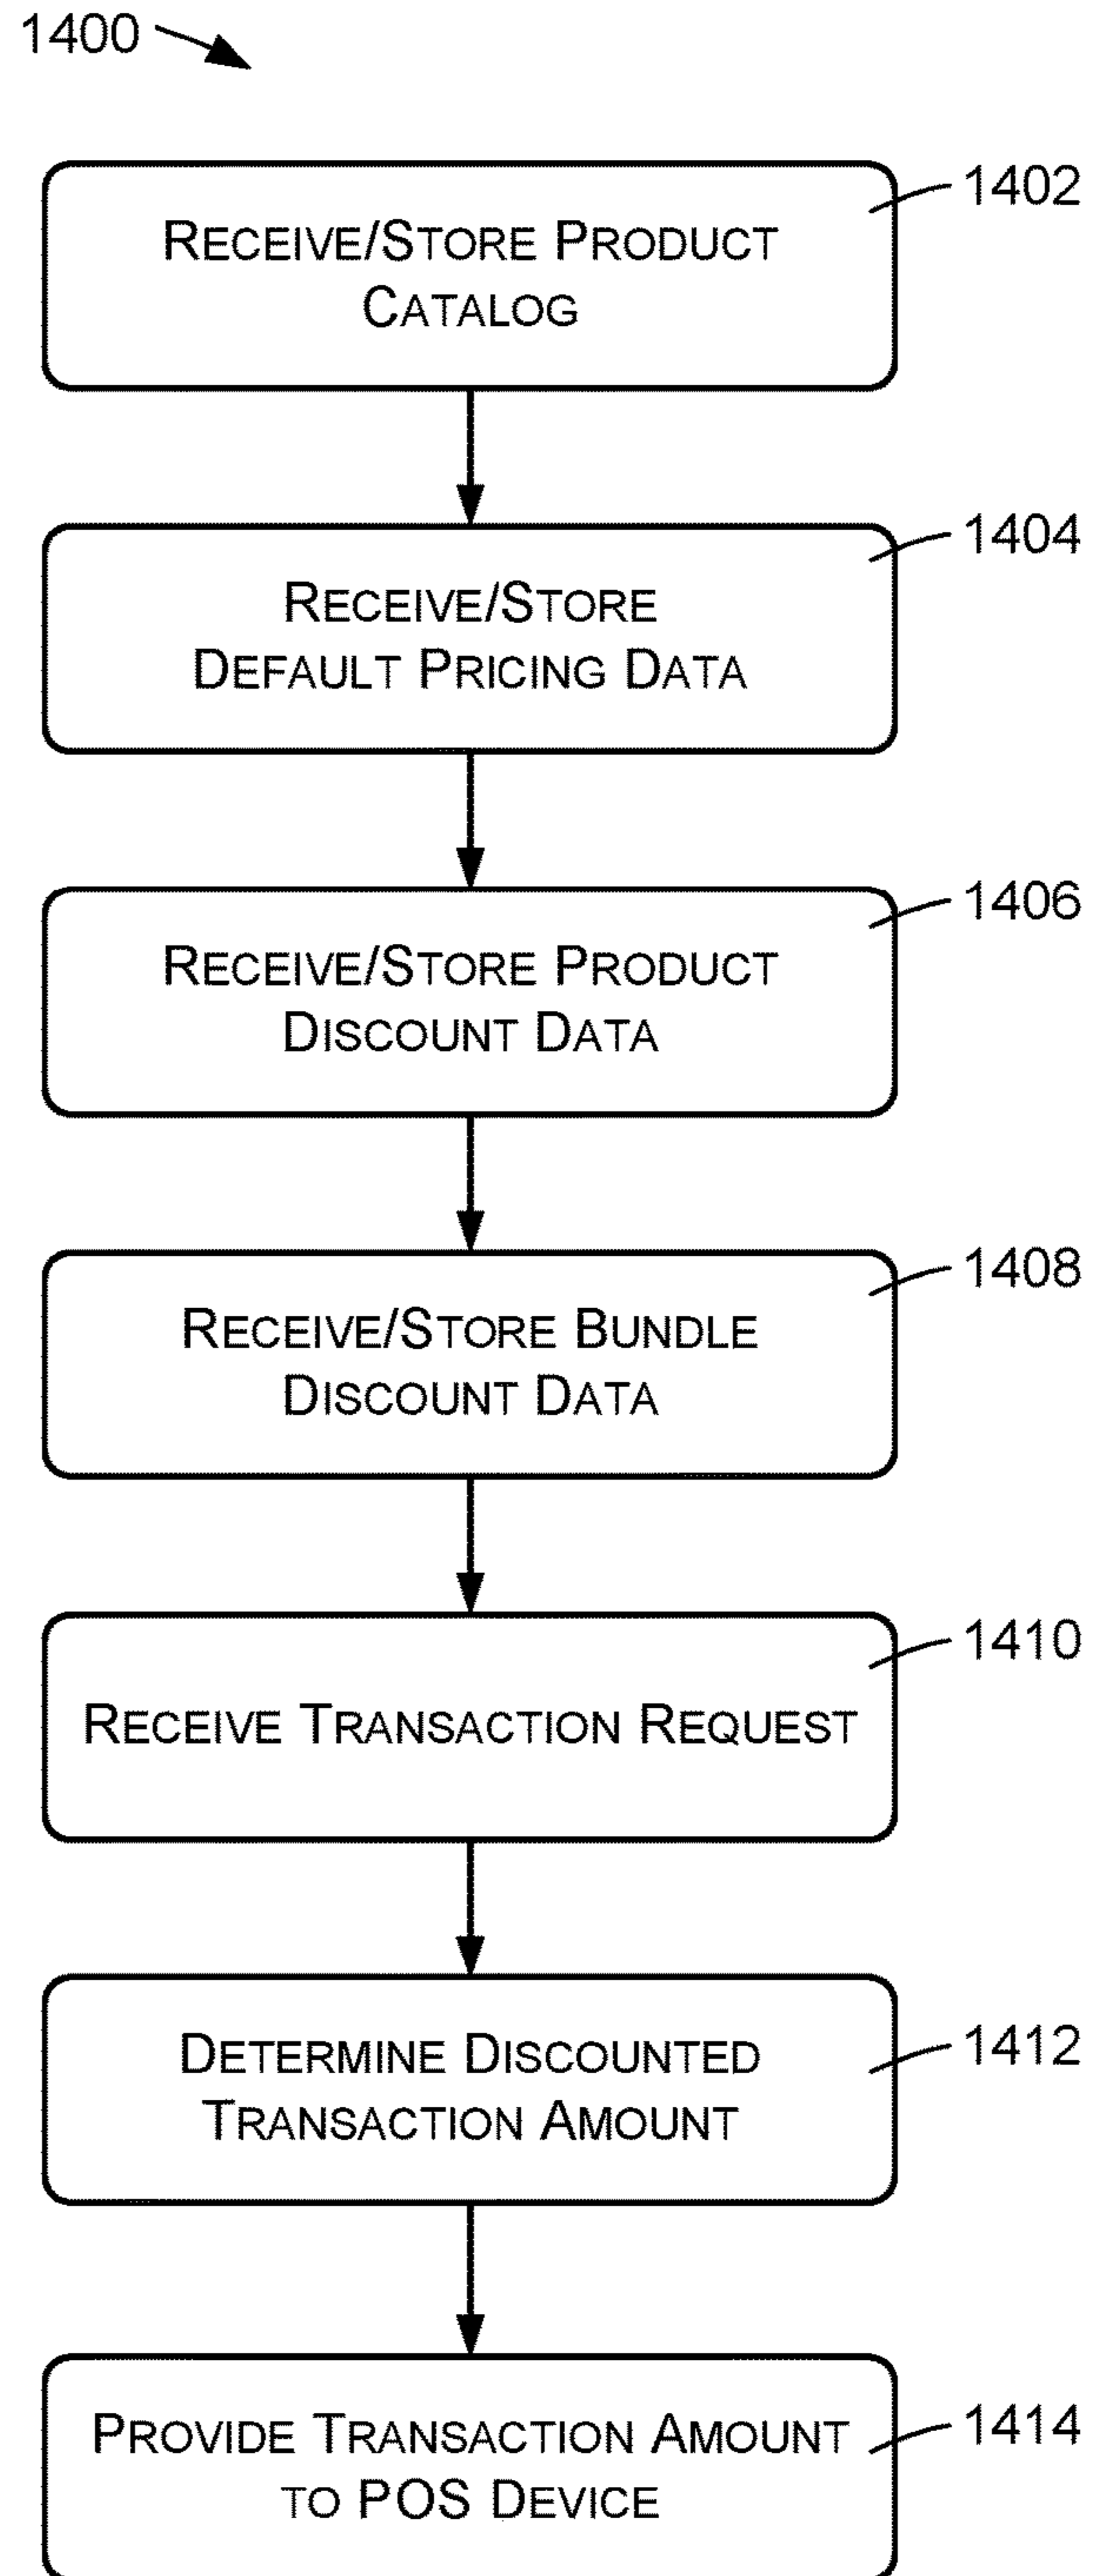 1400
1402
RECEIVE/STORE PRODUCT
CATALOG
1404
RECEIVE/STORE
DEFAULT PRICING DATA
1406
RECEIVE/STORE PRODUCT
DISCOUNT DATA
1408
RECEIVE/STORE BUNDLE
DISCOUNT DATA
1410
RECEIVE TRANSACTION REQUEST
1412
DETERMINE DISCOUNTED
TRANSACTION AMOUNT
1414
PROVIDE TRANSACTION AMOUNT
TO POS DEVICE